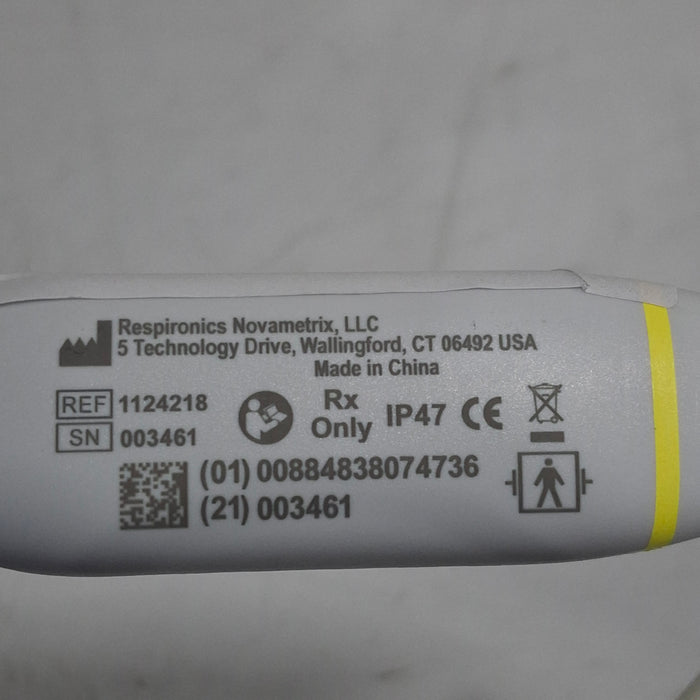 Respironics Novametrix, LLC
5 Technology Drive, Wallingford, CT 06492 USA
Made in China
REF 1124218
SN 003461
Rx Only
IP47
CE
(01) 00884838074736
(21) 003461